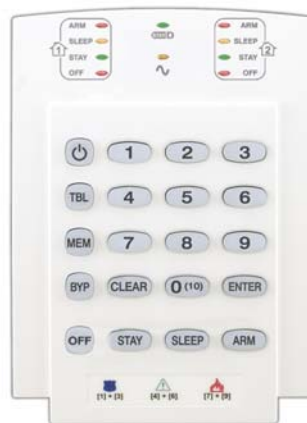 ARM
SLEEP
STAY
OFF
1
ARM
SLEEP
STAY
OFF
2
1 2 3
TBL 4 5 6
MEM 7 8 9
BYP CLEAR 0 (10) ENTER
OFF STAY SLEEP ARM
[1] + [3] [4] + [6] [7] + [9]